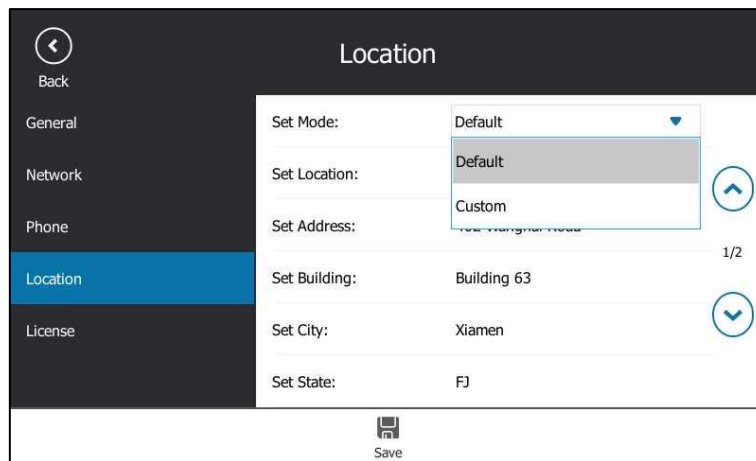 Back
Location
General
Set Mode:
Default
Default
Network
Set Location:
Custom
Phone
Set Address:
1/2
Location
Set Building:
Building 63
License
Set City:
Xiamen
Set State:
FJ
Save